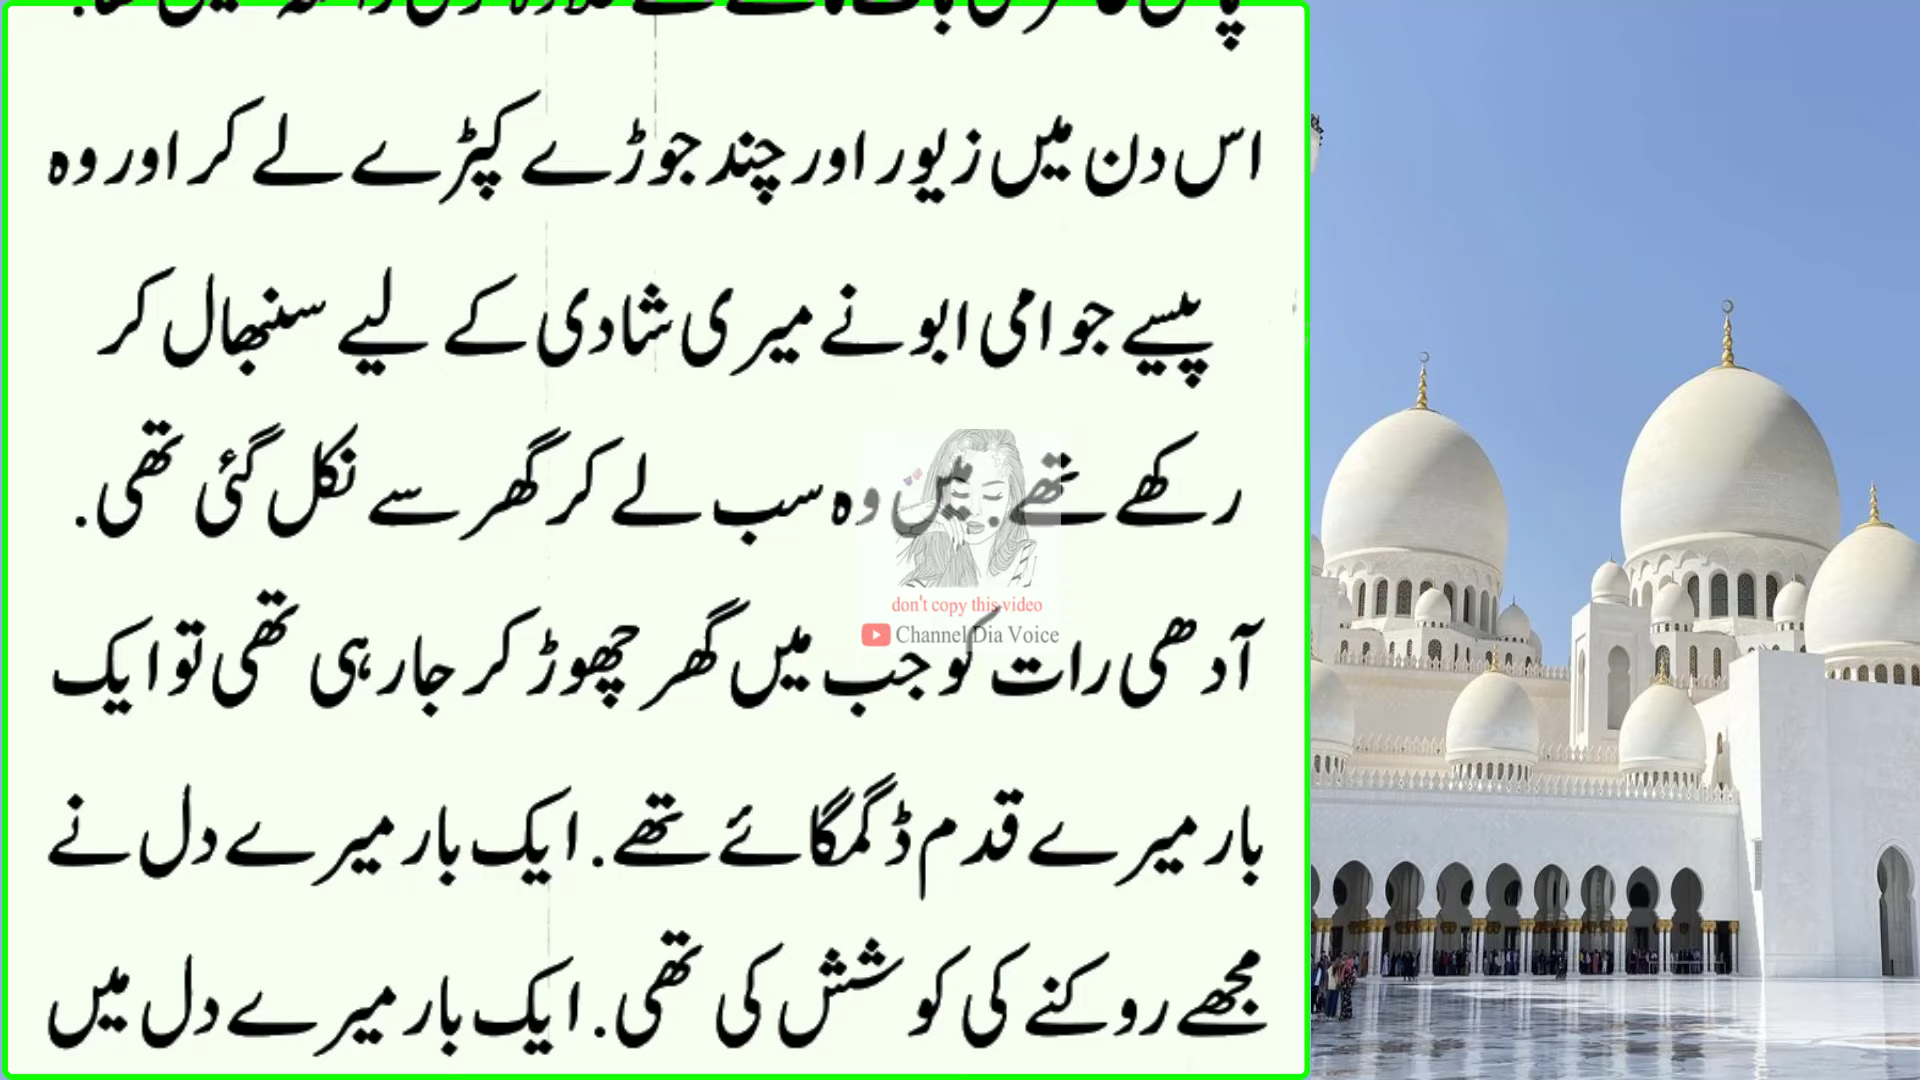 اس دن میں زیور اور چند جوڑے کپڑے لے کر اور وہ
پیسے جو امی ابو نے میری شادی کے لیے سنبھال کر
رکھے تھے میں وہ سب لے کر گھر سے نکل گئی تھی.
don't copy this video
Channel Dia Voice
آدھی رات کو جب میں گھر چھوڑ کر جا رہی تھی تو ایک
بار میرے قدم ڈگمگائے تھے. ایک بار میرے دل نے
مجھے روکنے کی کوشش کی تھی. ایک بار میرے دل میں